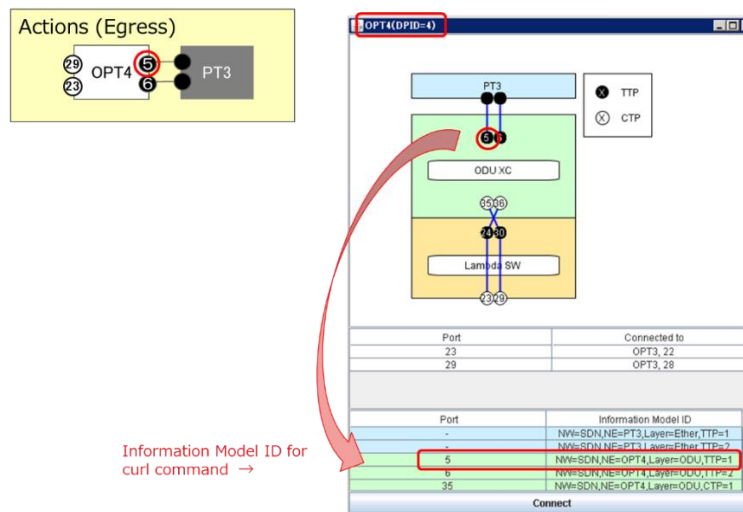 Actions (Egress)
29
23
OPT4
5
6
PT3
OPT4(DPID=4)
PT3
X TTP
X CTP
5
ODU XC
35 36
24 30
Lambda SW
23 29
Port Connected to
23 OPT3, 22
29 OPT3, 28
Port Information Model ID
- NW=SDN,NE=PT3,Layer=Ether,TTP=1
- NW=SDN,NE=PT3,Layer=Ether,TTP=2
5 NW=SDN,NE=OPT4,Layer=ODU,TTP=1
6 NW=SDN,NE=OPT4,Layer=ODU,TTP=2
35 NW=SDN,NE=OPT4,Layer=ODU,CTP=1
Connect
Information Model ID for
curl command →